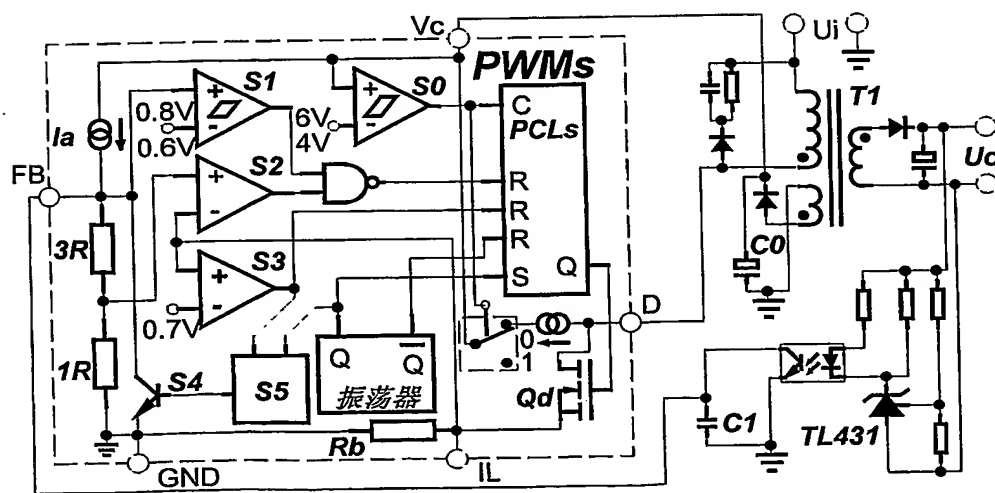 Vc
Ui
PWMs
S1
S0
T1
0.8V
0.6V
6V
4V
C
PCLs
Ia
FB
S2
R
Uo
3R
R
C0
S3
R
S
Q
0.7V
D
0
1
Q
Q̅
1R
S4
S5
振荡器
Qd
C1
TL431
Rb
GND
IL